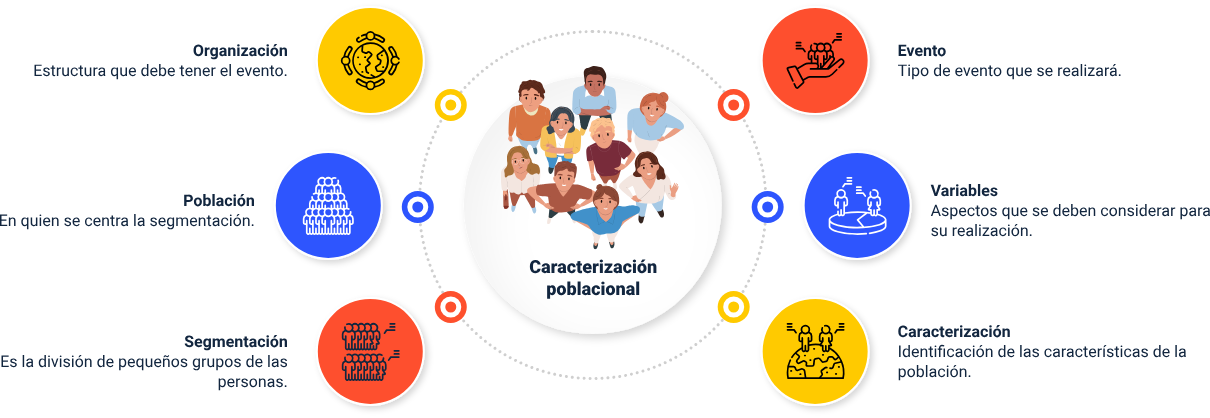 Organización
Estructura que debe tener el evento.
Población
En quien se centra la segmentación.
Segmentación
Es la división de pequeños grupos de las
personas.
Caracterización
poblacional
Evento
Tipo de evento que se realizará.
Variables
Aspectos que se deben considerar para
su realización.
Caracterización
Identificación de las características de la
población.